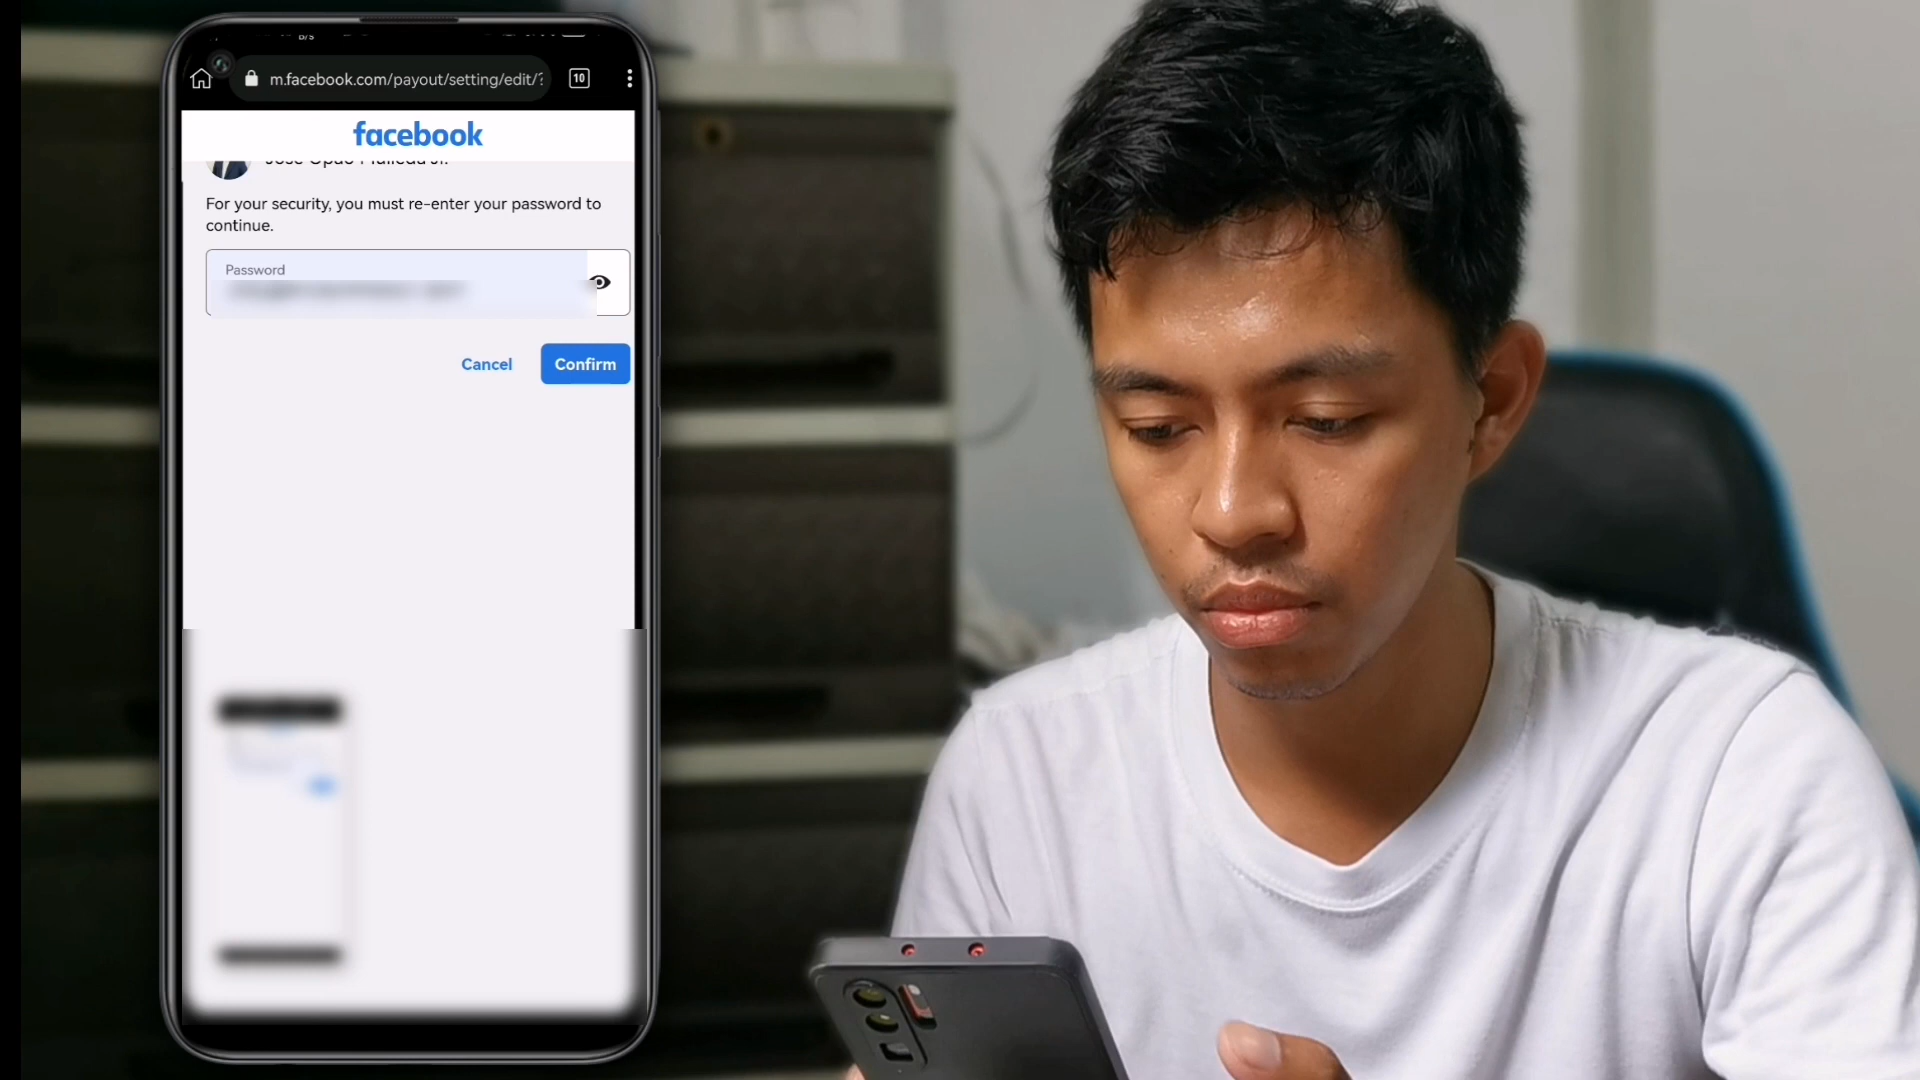 m.facebook.com/payout/setting/edit/?
10
facebook
For your security, you must re-enter your password to
continue.
Password
Cancel
Confirm